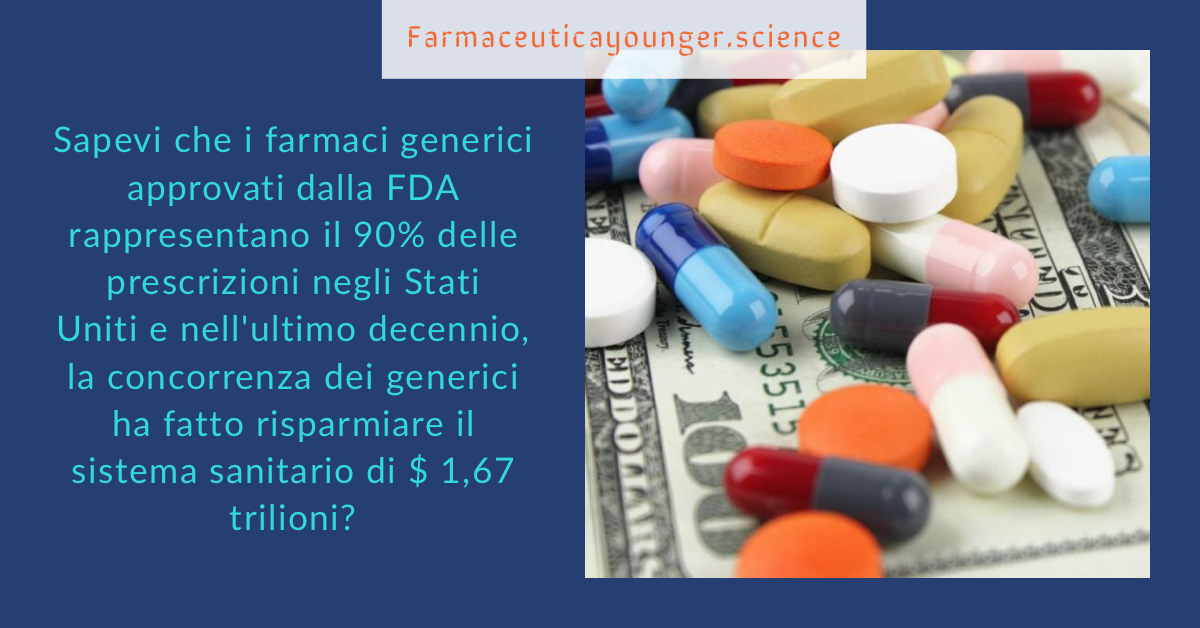 Farmaceuticayounger.science
Sapevi che i farmaci generici
approvati dalla FDA
rappresentano il 90% delle
prescrizioni negli Stati
Uniti e nell'ultimo decennio,
la concorrenza dei generici
ha fatto risparmiare il
sistema sanitario di $ 1,67
trilioni?
100